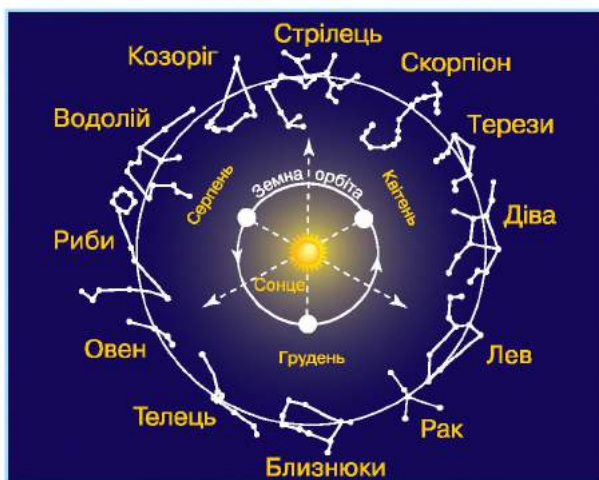 Стрілець
Козоріг
Скорпіон
Водолій
Терези
Земна орбіта
Серпень
Квітень
Діва
Риби
Сонце
Грудень
Овен
Лев
Телець
Рак
Близнюки